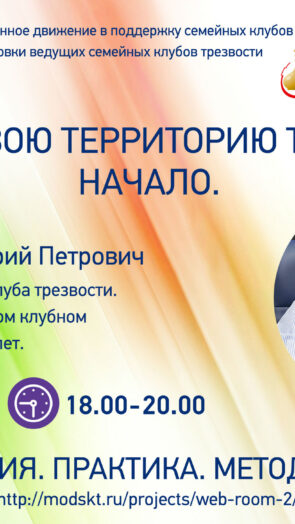 нное движение в поддержку семейных клубов
овки ведущих семейных клубов трезвости
ВОЮ ТЕРРИТОРИЮ Т
НАЧАЛО.
рий Петрович
луба трезвости.
ом клубном
лет.
18.00-20.00
ИЯ. ПРАКТИКА. МЕТОД
http://modskt.ru/projects/web-room-2/